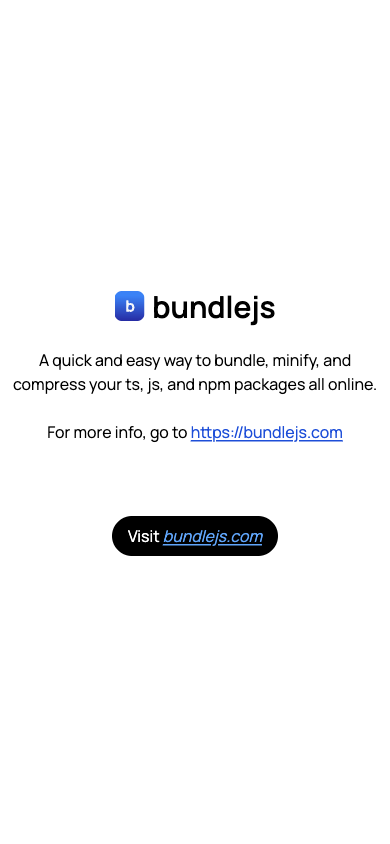 b bundlejs
A quick and easy way to bundle, minify, and
compress your ts, js, and npm packages all online.
For more info, go to https://bundlejs.com
Visit bundlejs.com